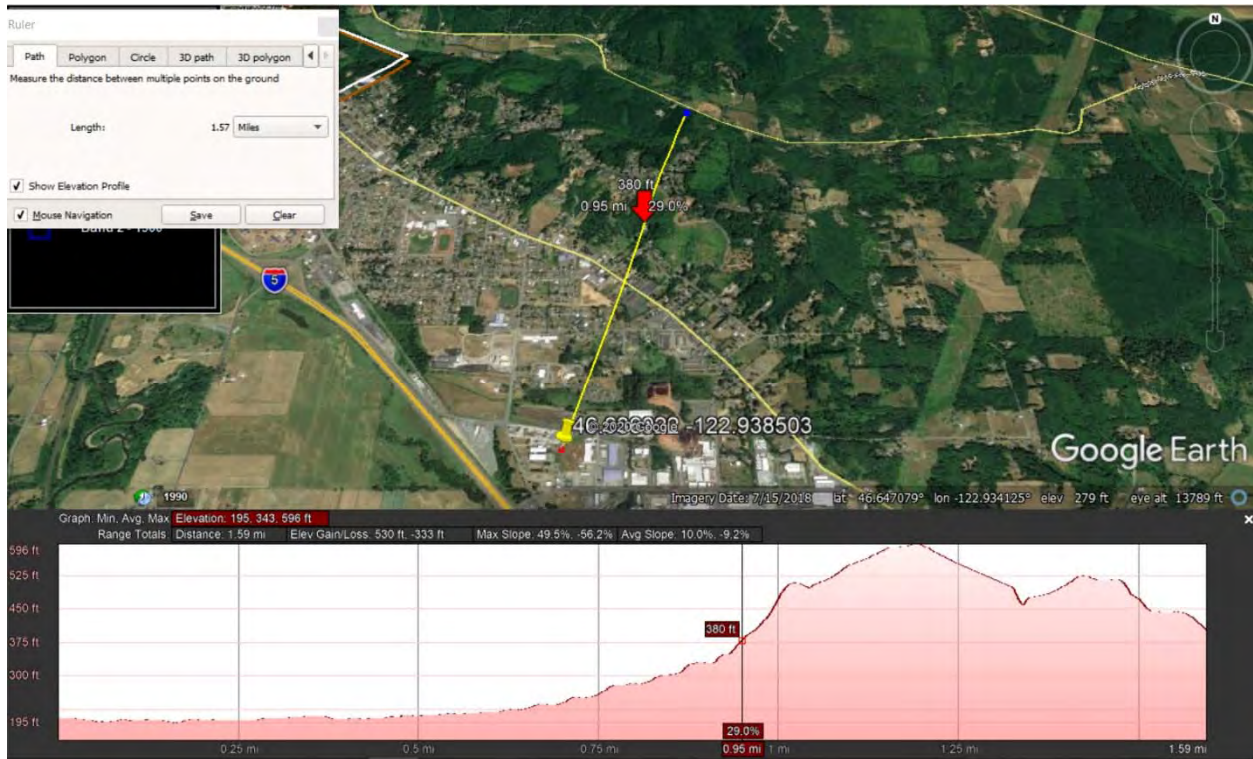 Ruler
Path Polygon Circle 3D path 3D polygon
Measure the distance between multiple points on the ground
Length: 1.57 Miles
Show Elevation Profile
Mouse Navigation Save Clear
5
N
380 ft
0.95 mi 29.0%
-122.938503
Google Earth
1990
Imagery Date: 7/15/2018 lat 46.647079° lon -122.934125° elev 279 ft eye alt 13789 ft
Graph: Min, Avg, Max Elevation: 195, 343, 596 ft
Range Totals: Distance: 1.59 mi Elev Gain/Loss: 530 ft, -333 ft Max Slope: 49.5%, -56.2% Avg Slope: 10.0%, -9.2%
596 ft
525 ft
450 ft
375 ft
300 ft
195 ft
380 ft
29.0%
0.25 mi 0.5 mi 0.75 mi 0.95 mi 1 mi 1.25 mi 1.59 mi